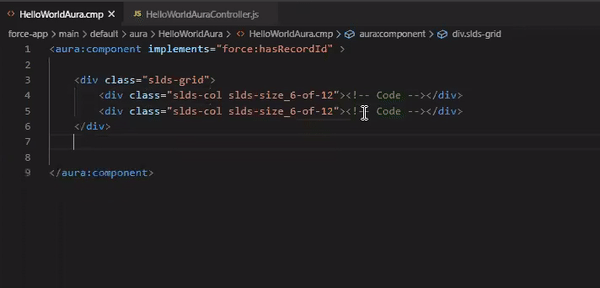 HelloWorldAura.cmp × JS HelloWorldAuraController.js
force-app > main > default > aura > HelloWorldAura > HelloWorldAura.cmp > aura:component > div.slds-grid
1 <aura:component implements="force:hasRecordId" >
2
3 <div class="slds-grid">
4 <div class="slds-col slds-size_6-of-12"><!-- Code --></div>
5 <div class="slds-col slds-size_6-of-12"><!-- Code --></div>
6 </div>
7
8
9 </aura:component>